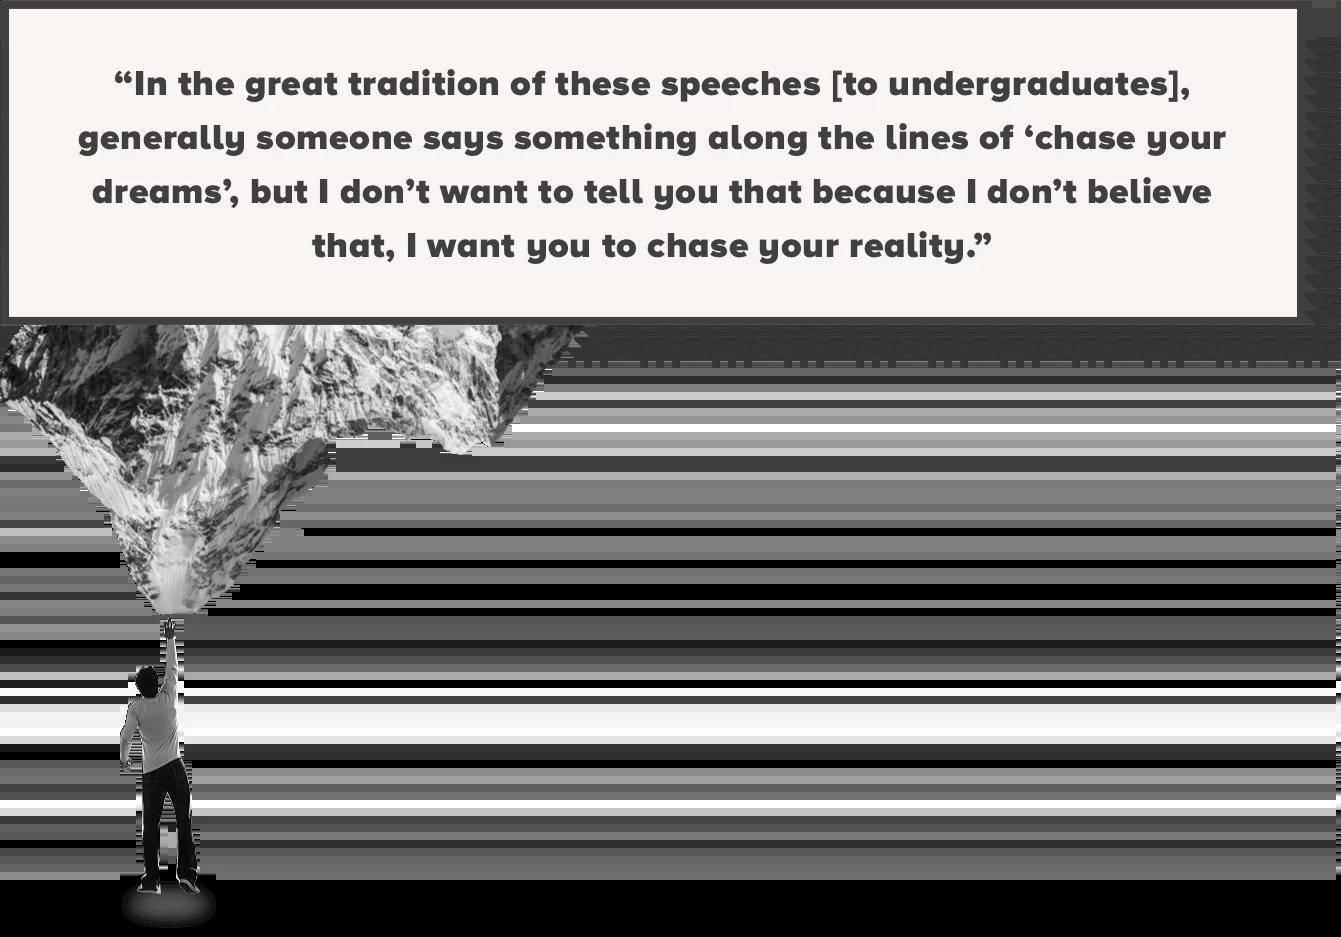 “In the great tradition of these speeches [to undergraduates],
generally someone says something along the lines of ‘chase your
dreams’, but I don’t want to tell you that because I don’t believe
that, I want you to chase your reality.”